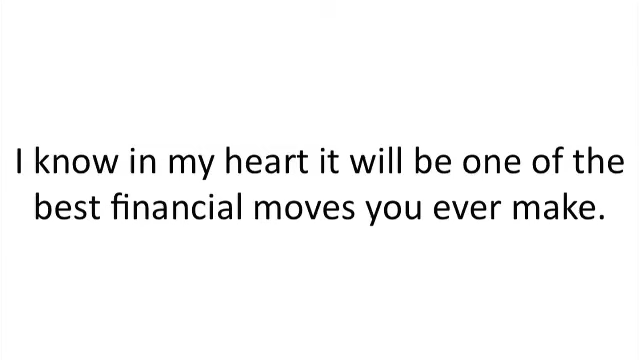 I know in my heart it will be one of the
best financial moves you ever make.